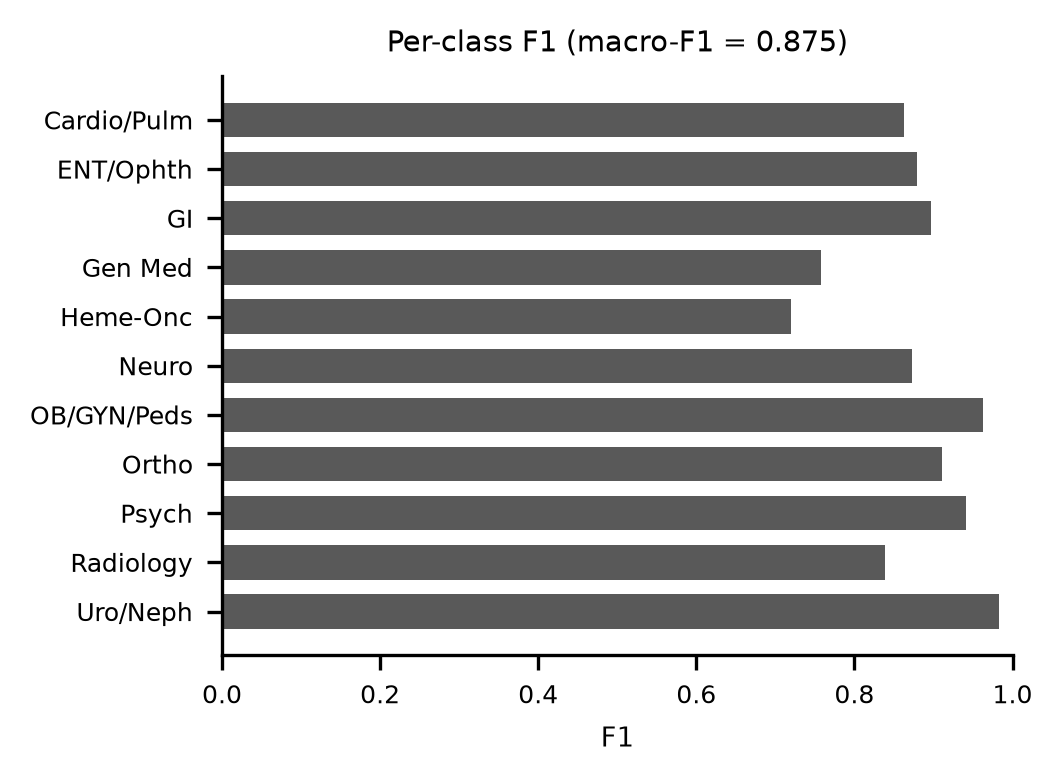 Per-class F1 (macro-F1 = 0.875)
Cardio/Pulm
ENT/Ophth
GI
Gen Med
Heme-Onc
Neuro
OB/GYN/Peds
Ortho
Psych
Radiology
Uro/Neph
0.0 0.2 0.4 0.6 0.8 1.0
F1